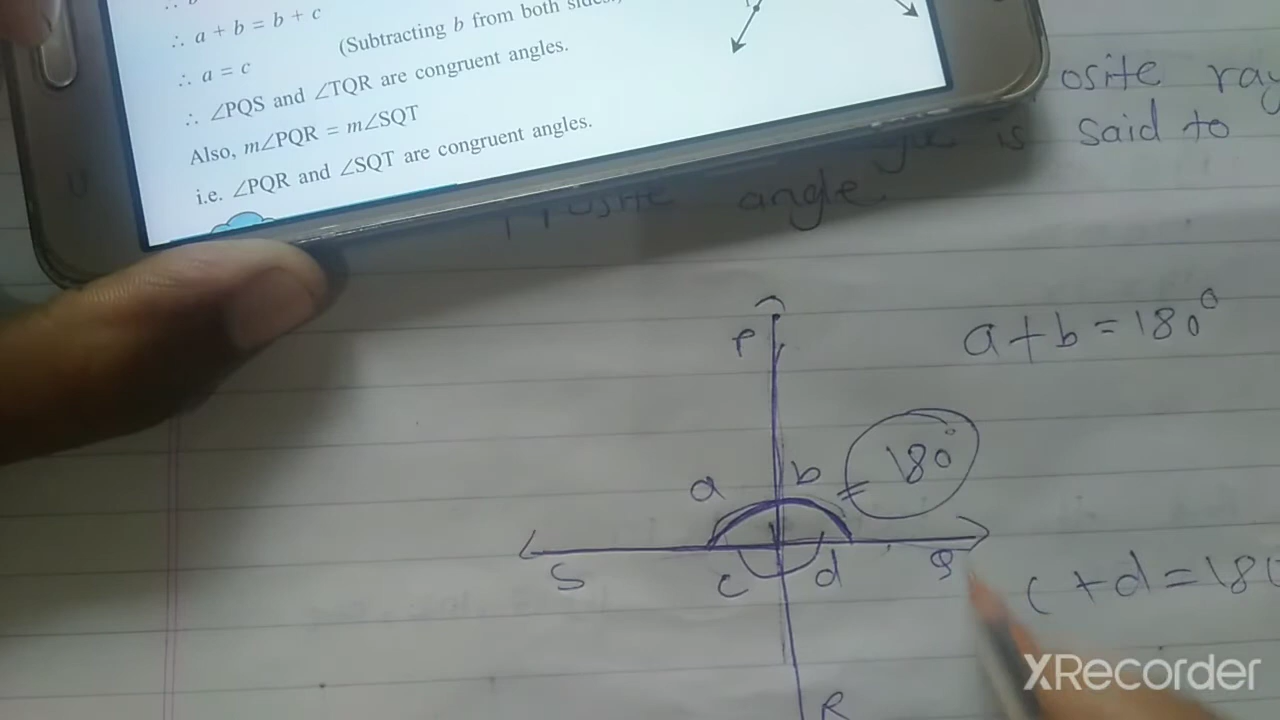 ∴ a + b = b + c
(Subtracting b from both sides)
∴ a = c
∴ ∠PQS and ∠TQR are congruent angles.
Also, m∠PQR = m∠SQT
i.e. ∠PQR and ∠SQT are congruent angles.
osite ray
is said to
angle.
P
a+b=180°
a b
180°
S
c d
c+d=180
R
XRecorder